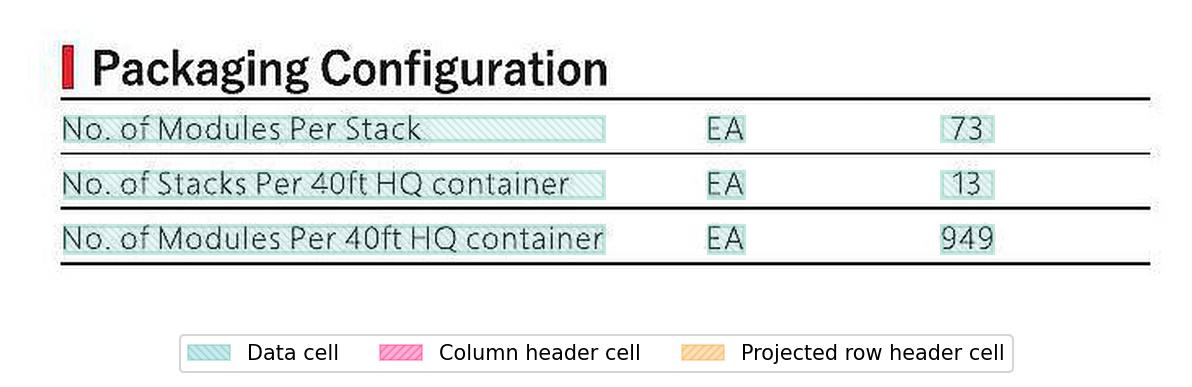 Packaging Configuration
No. of Modules Per Stack EA 73
No. of Stacks Per 40ft HQ container EA 13
No. of Modules Per 40ft HQ container EA 949
Data cell Column header cell Projected row header cell